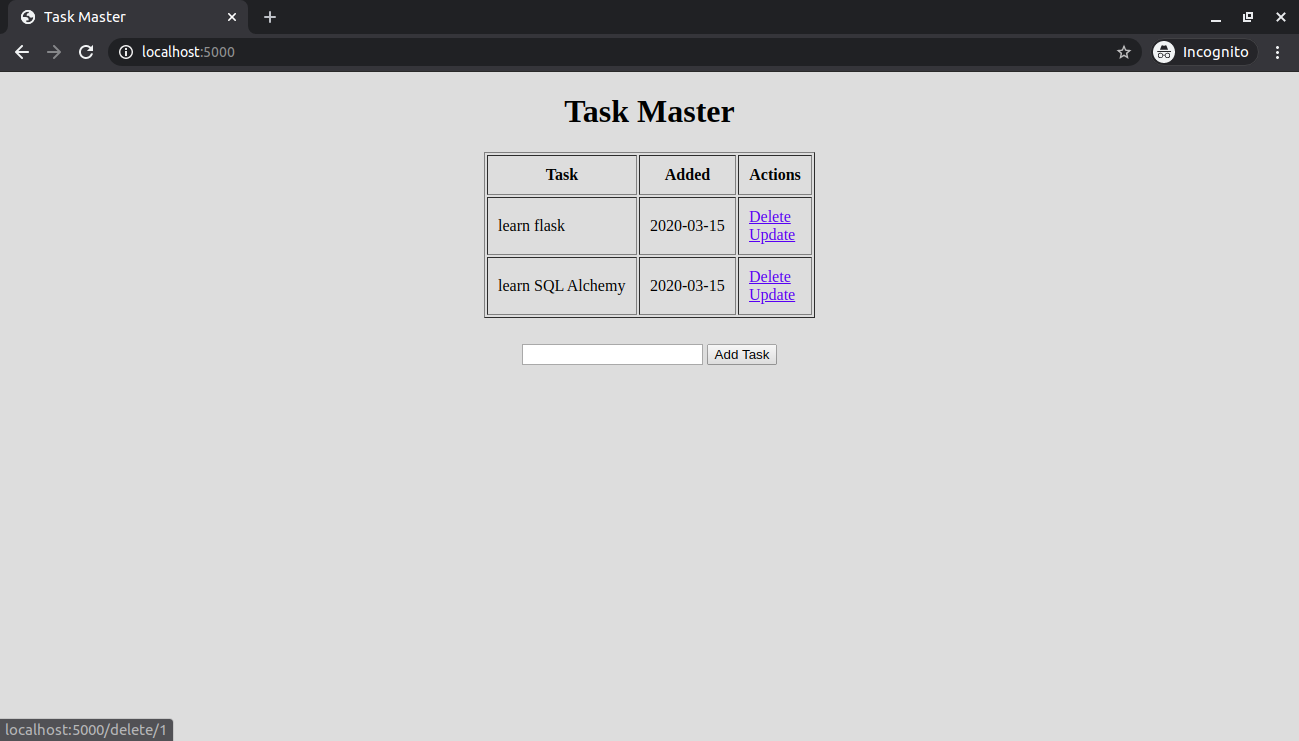 Task Master
localhost:5000
Incognito
Task Master
Task Added Actions
learn flask 2020-03-15 Delete
Update
learn SQL Alchemy 2020-03-15 Delete
Update
Add Task
localhost:5000/delete/1